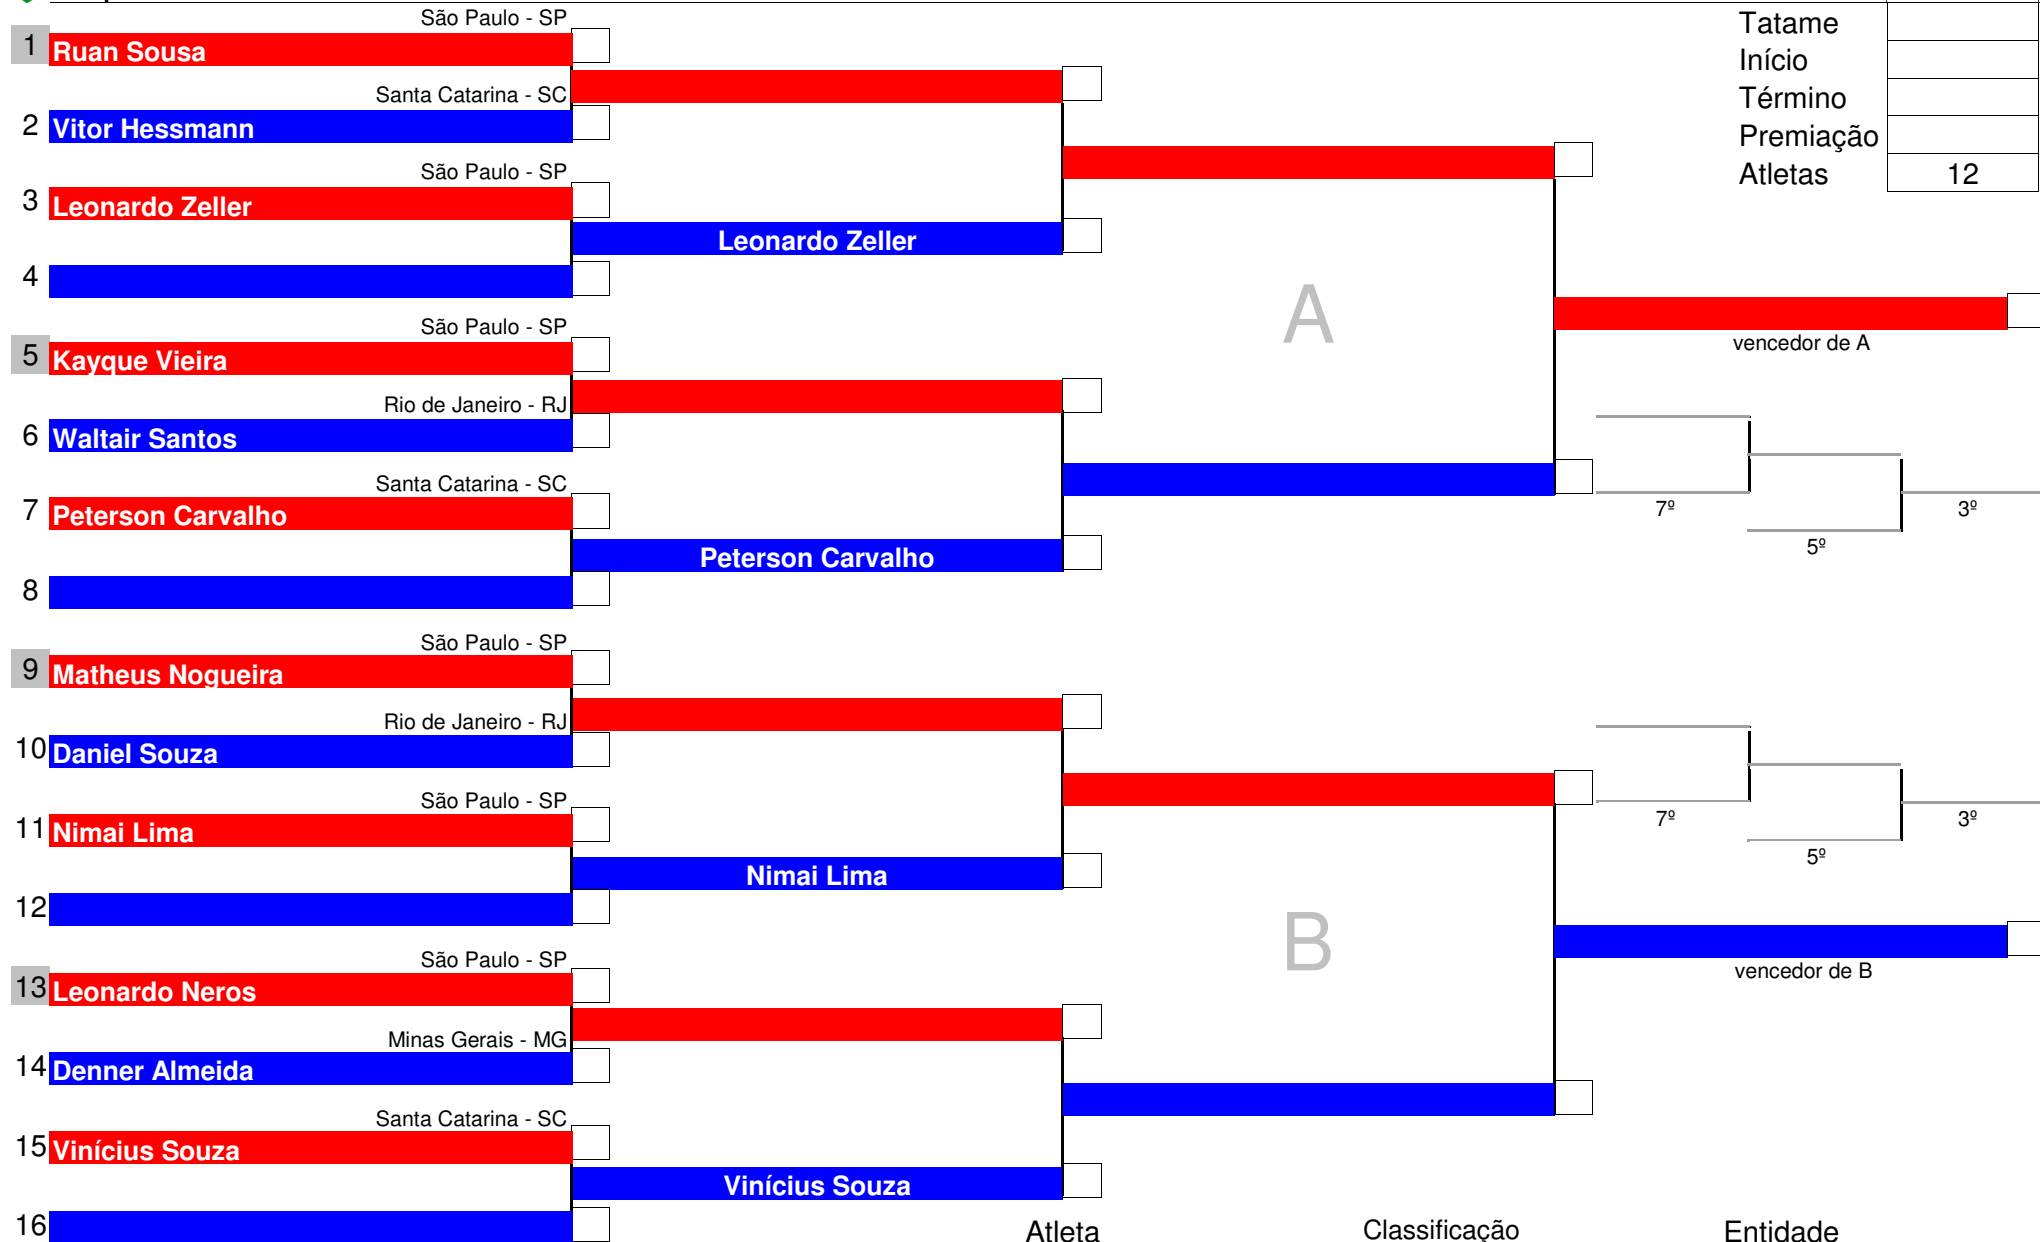 São Paulo - SP
1 Ruan Sousa
Santa Catarina - SC
2 Vitor Hessmann
São Paulo - SP
3 Leonardo Zeller
Leonardo Zeller
4
São Paulo - SP
5 Kayque Vieira
Rio de Janeiro - RJ
6 Waltair Santos
Santa Catarina - SC
7 Peterson Carvalho
Peterson Carvalho
8
São Paulo - SP
9 Matheus Nogueira
Rio de Janeiro - RJ
10 Daniel Souza
São Paulo - SP
11 Nimai Lima
Nimai Lima
12
São Paulo - SP
13 Leonardo Neros
Minas Gerais - MG
14 Denner Almeida
Santa Catarina - SC
15 Vinícius Souza
Vinícius Souza
16
A
B
Tatame
Início
Término
Premiação
Atletas 12
vencedor de A
7º
3º
5º
7º
3º
5º
vencedor de B
Atleta Classificação Entidade